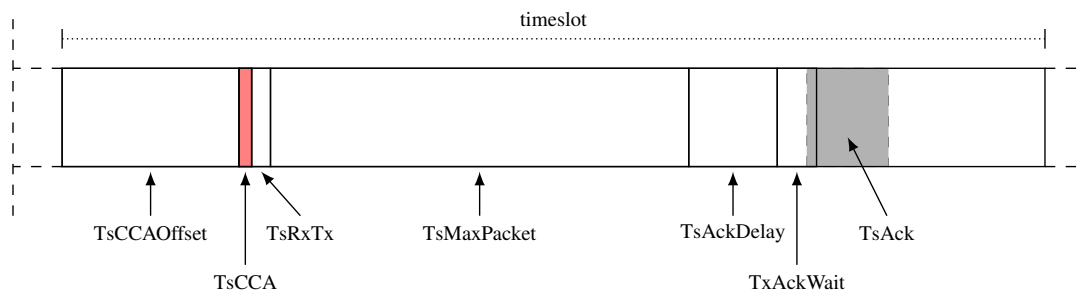 timeslot
TsCCAOffset
TsRxTx
TsMaxPacket
TsAckDelay
TsAck
TsCCA
TxAckWait